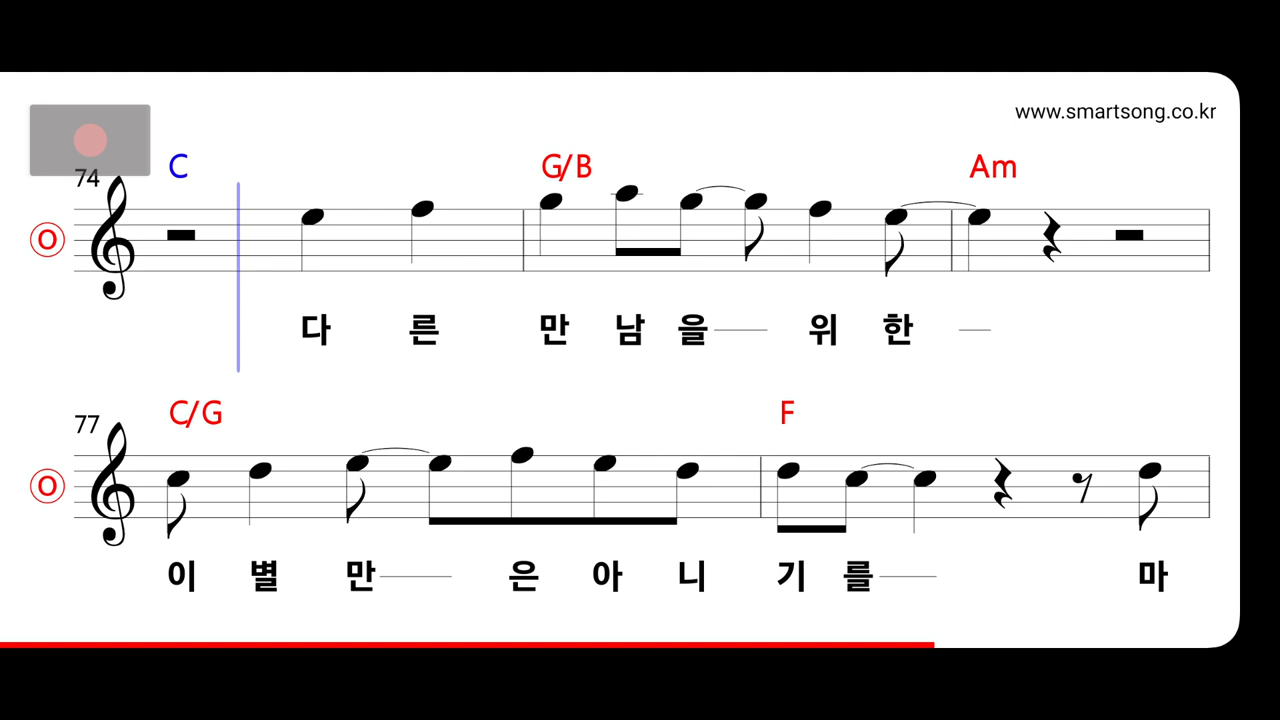 www.smartsong.co.kr
C G/B Am
74
O
다 른 만 남 을 위 한
C/G F
77
O
이 별 만 은 아 니 기 를 마